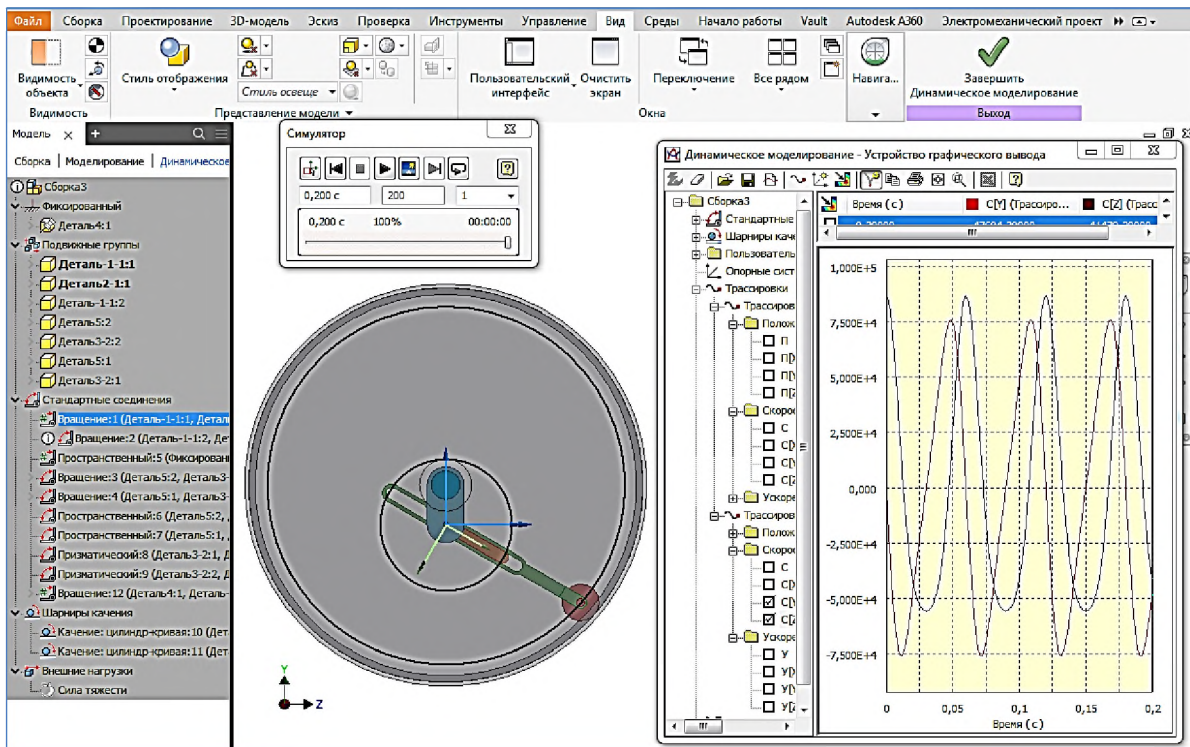 Файл Сборка Проектирование 3D-модель Эскиз Проверка Инструменты Управление Вид Среды Начало работы Vault Autodesk A360 Электромеханический проект
Видимость объекта
Стиль отображения
Стиль освеще
Пользовательский интерфейс
Очистить экран
Переключение
Все рядом
Навига...
Завершить
Динамическое моделирование
Видимость
Представление модели
Окна
Выход
Модель
Сборка | Моделирование | Динамическое
Сборка3
Фиксированный
Деталь4:1
Подвижные группы
Деталь-1-1:1
Деталь2-1:1
Деталь-1-1:2
Деталь5:2
Деталь3-2:2
Деталь5:1
Деталь3-2:1
Стандартные соединения
Вращение:1 (Деталь-1-1:1, Детал
Вращение:2 (Деталь-1-1:2, Де
Пространственный:5 (Фиксирован
Вращение:3 (Деталь5:2, Деталь3-
Вращение:4 (Деталь5:1, Деталь3-
Пространственный:6 (Деталь5:2,
Пространственный:7 (Деталь5:1,
Призматический:8 (Деталь3-2:1, Д
Призматический:9 (Деталь3-2:2, Д
Вращение:12 (Деталь4:1, Деталь-
Шарниры качения
Качение: цилиндр-кривая:10 (Дет
Качение: цилиндр-кривая:11 (Дет
Внешние нагрузки
Сила тяжести
Симулятор
0,200 с 200 1
0,200 с 100% 00:00:00
Y
Z
Динамическое моделирование - Устройство графического вывода
Сборка3
Стандартные
Шарниры каче
Пользователь
Опорные сист
Трассировки
Трассиров
Полож
П
П[
П[
П[Z
Скорос
С
С[
С[
С[Z
Ускоре
Трассиров
Полож
Скорос
С
С[
С[
С[Z
Ускоре
У
У[
У[
У[Z
Время (с) C[Y] (Трассиро... C[Z] (Трасс
1,000E+5
7,500E+4
5,000E+4
2,500E+4
0,000
-2,500E+4
-5,000E+4
-7,500E+4
0 0,05 0,1 0,15 0,2
Время (с)